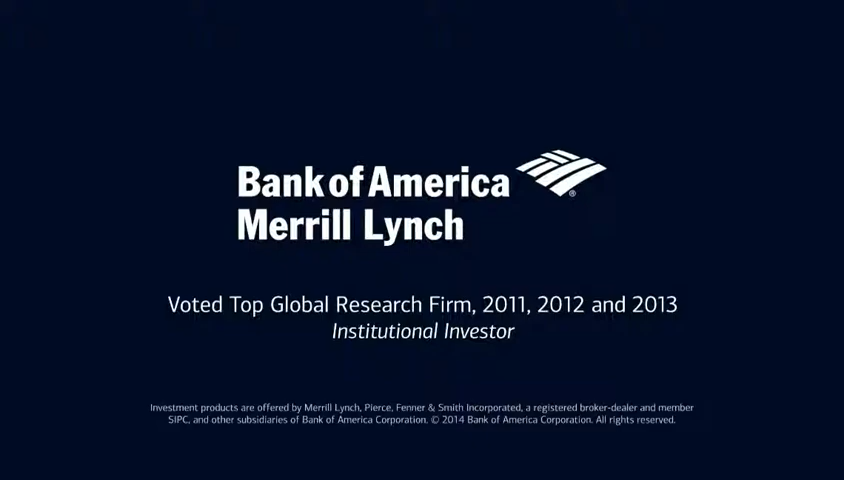 Bank of America
Merrill Lynch
Voted Top Global Research Firm, 2011, 2012 and 2013
Institutional Investor
Investment products are offered by Merrill Lynch, Pierce, Fenner & Smith Incorporated, a registered broker-dealer and member
SIPC, and other subsidiaries of Bank of America Corporation. © 2014 Bank of America Corporation. All rights reserved.